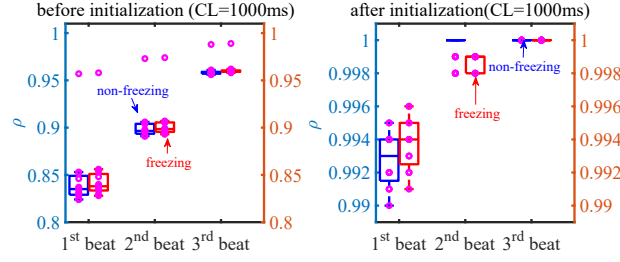 before initialization (CL=1000ms)
1
0.95
0.9
0.85
0.8
ρ
non-freezing
freezing
1
0.95
0.9
0.85
0.8
1st beat 2nd beat 3rd beat
after initialization(CL=1000ms)
1
0.998
0.996
0.994
0.992
0.99
ρ
non-freezing
freezing
1
0.998
0.996
0.994
0.992
0.99
1st beat 2nd beat 3rd beat